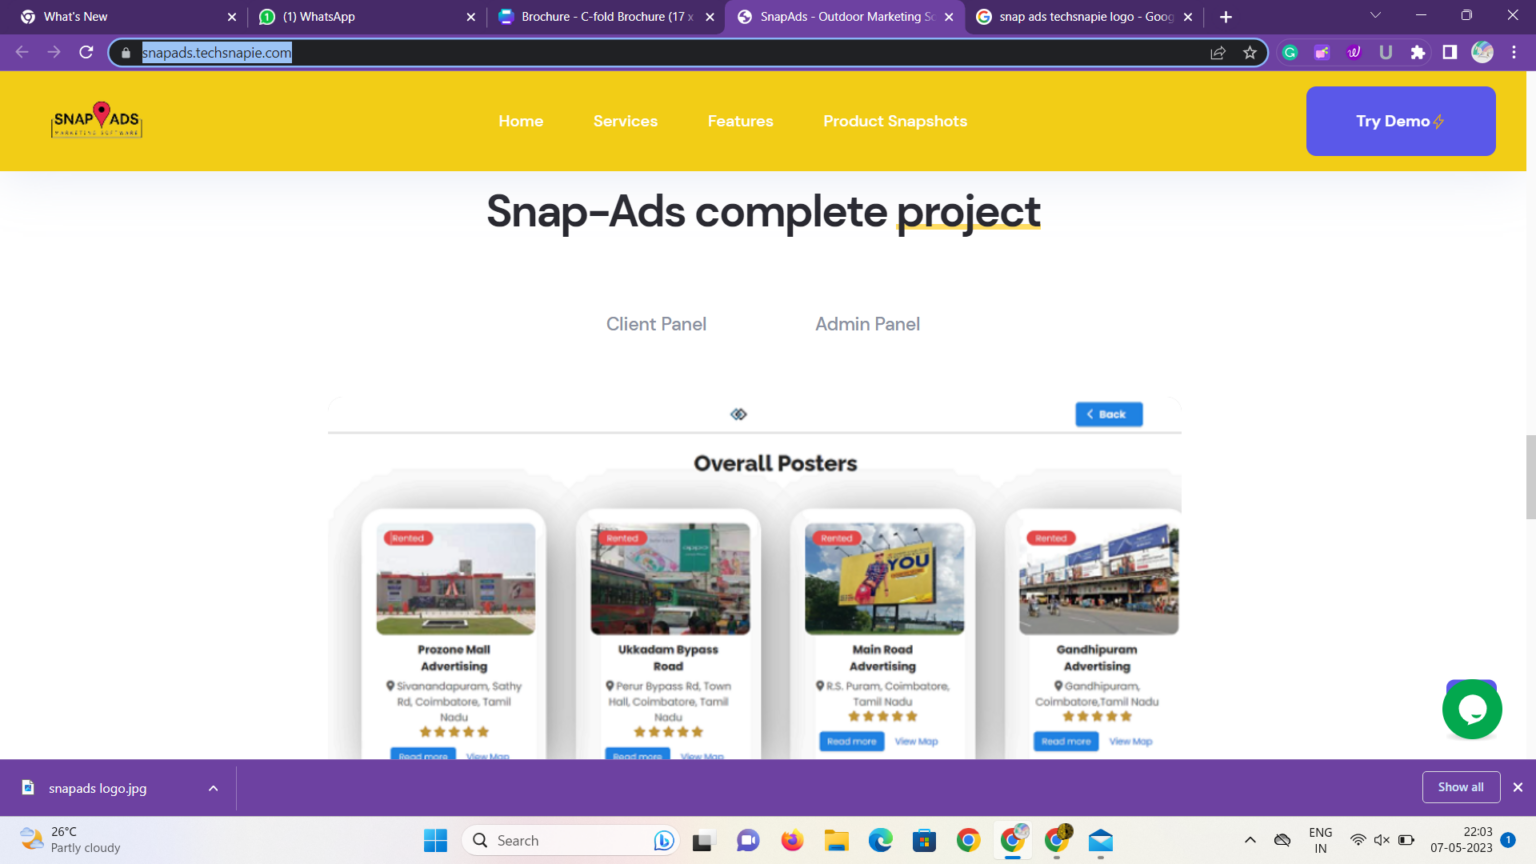 What's New
(1) WhatsApp
Brochure - C-fold Brochure (17 x
SnapAds - Outdoor Marketing So
snap ads techsnapie logo - Goog
snapads.techsnapie.com
SNAP ADS
MARKETING SOFTWARE
Home
Services
Features
Product Snapshots
Try Demo
Snap-Ads complete project
Client Panel
Admin Panel
Back
Overall Posters
Rented
Rented
Rented
Rented
YOU
Prozone Mall
Advertising
Sivanandapuram, Sathy
Rd, Coimbatore, Tamil
Nadu
Read more
View Map
Ukkadam Bypass
Road
Perur Bypass Rd, Town
Hall, Coimbatore, Tamil
Nadu
Read more
View Map
Main Road
Advertising
R.S. Puram, Coimbatore,
Tamil Nadu
Read more
View Map
Gandhipuram
Advertising
Gandhipuram,
Coimbatore,Tamil Nadu
Read more
View Map
snapads logo.jpg
Show all
26°C
Partly cloudy
Search
ENG
IN
22:03
07-05-2023
1